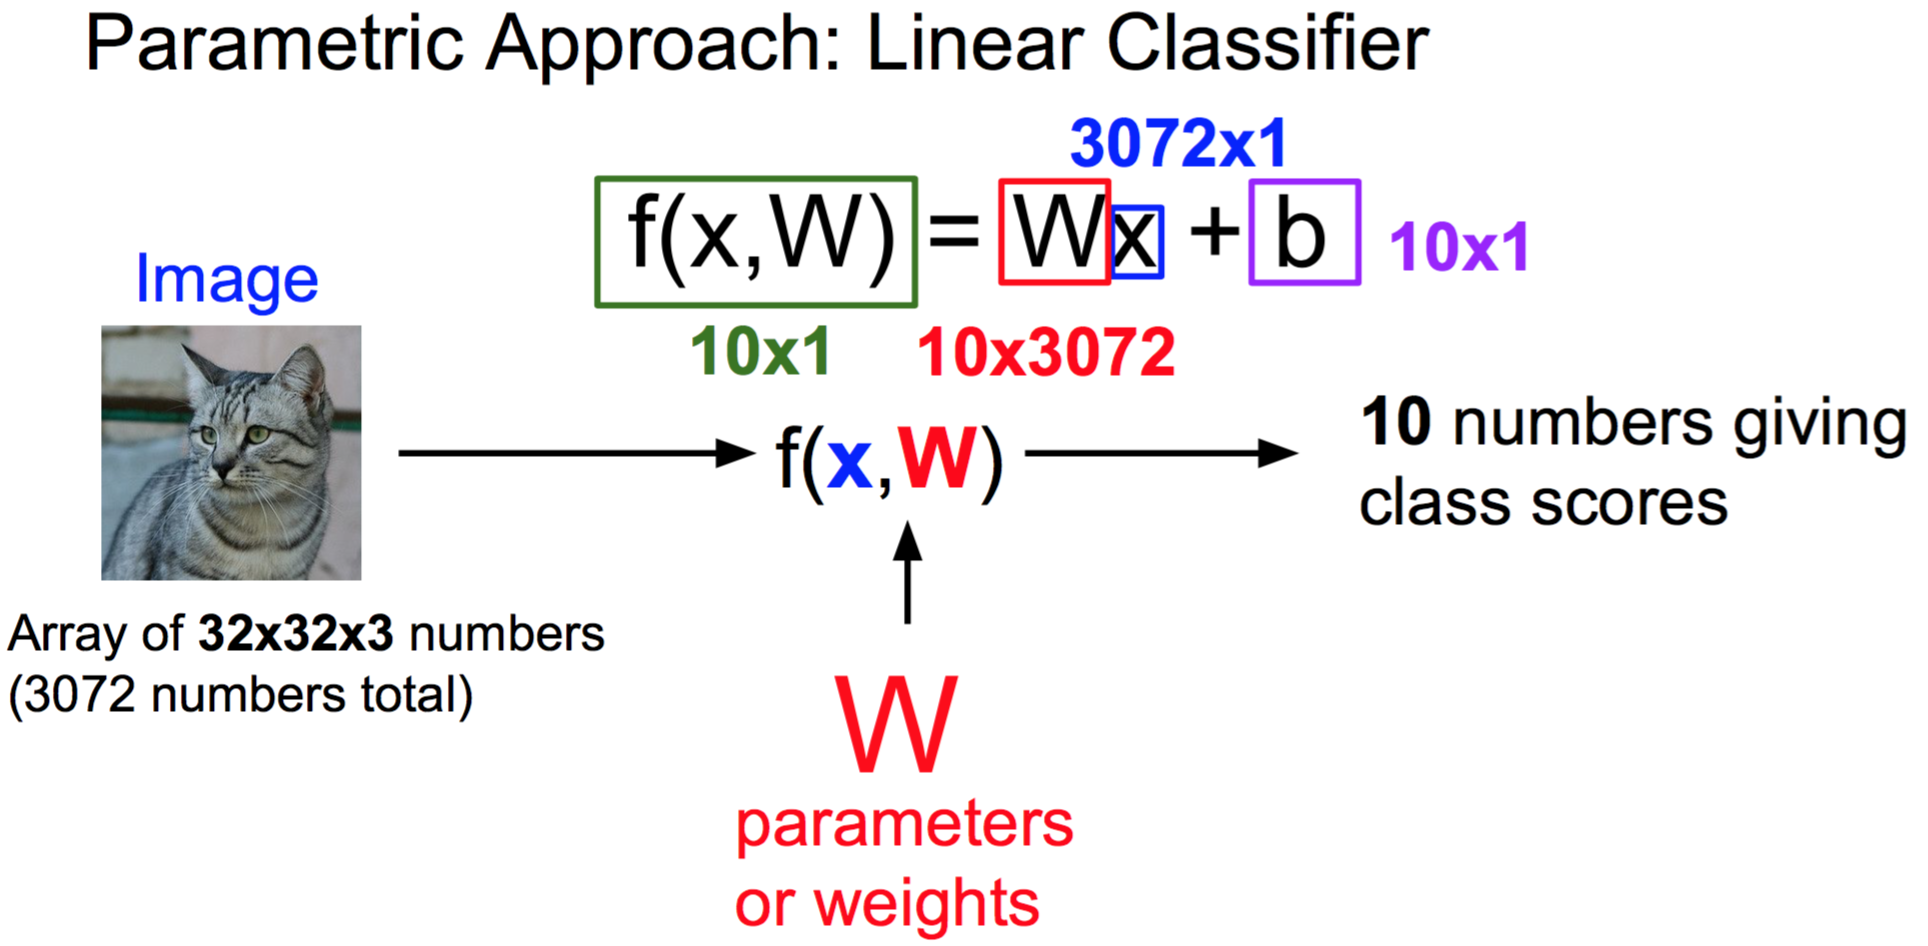 Parametric Approach: Linear Classifier
3072x1
f(x,W) = Wx + b 10x1
10x1 10x3072
Image
f(x,W)
10 numbers giving
class scores
Array of 32x32x3 numbers
(3072 numbers total)
W
parameters
or weights